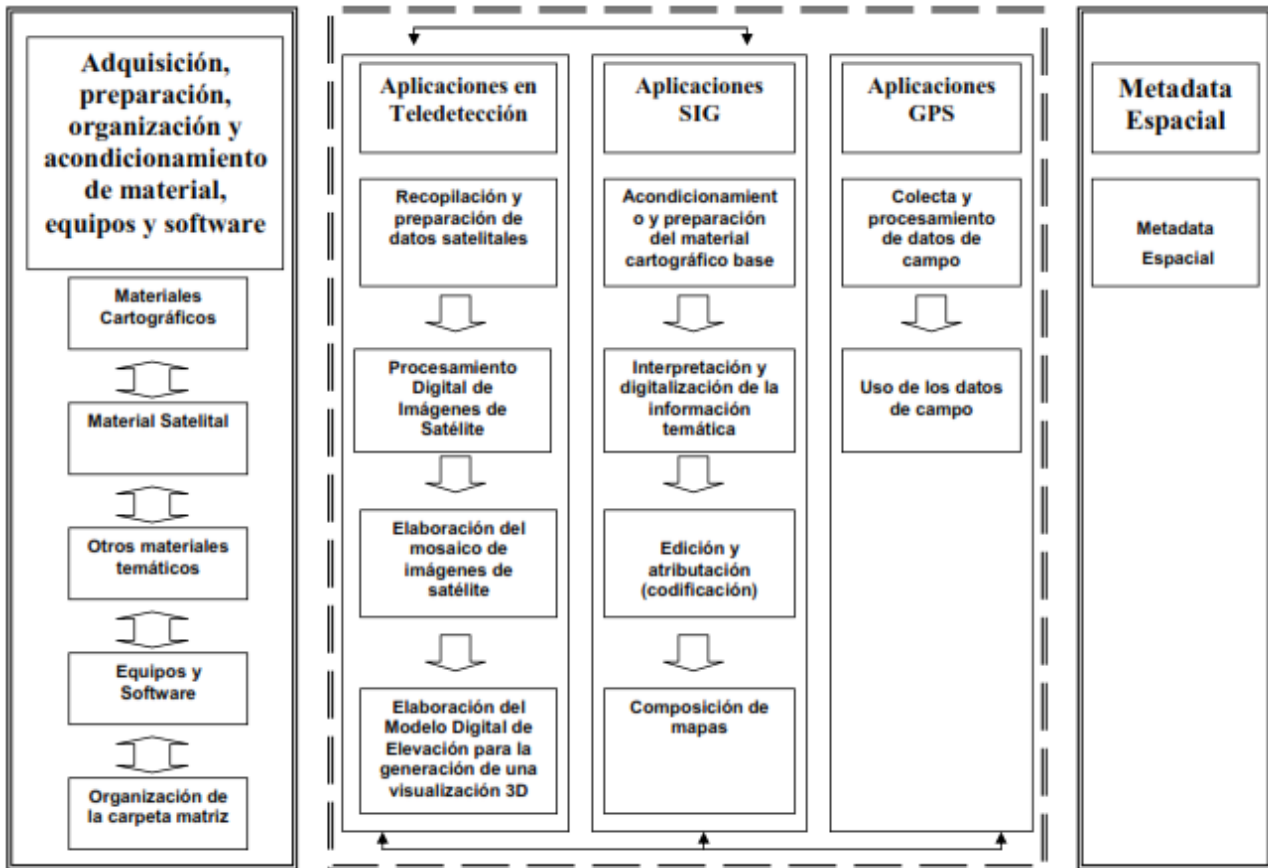 Adquisición,
preparación,
organización y
acondicionamiento
de material,
equipos y software
Materiales
Cartográficos
Material Satelital
Otros materiales
temáticos
Equipos y
Software
Organización de
la carpeta matriz
Aplicaciones en
Teledetección
Recopilación y
preparación de
datos satelitales
Procesamiento
Digital de
Imágenes de
Satélite
Elaboración del
mosaico de
imágenes de
satélite
Elaboración del
Modelo Digital de
Elevación para la
generación de una
visualización 3D
Aplicaciones
SIG
Acondicionamient
o y preparación
del material
cartográfico base
Interpretación y
digitalización de la
información
temática
Edición y
atributación
(codificación)
Composición de
mapas
Aplicaciones
GPS
Colecta y
procesamiento
de datos de
campo
Uso de los datos
de campo
Metadata
Espacial
Metadata
Espacial